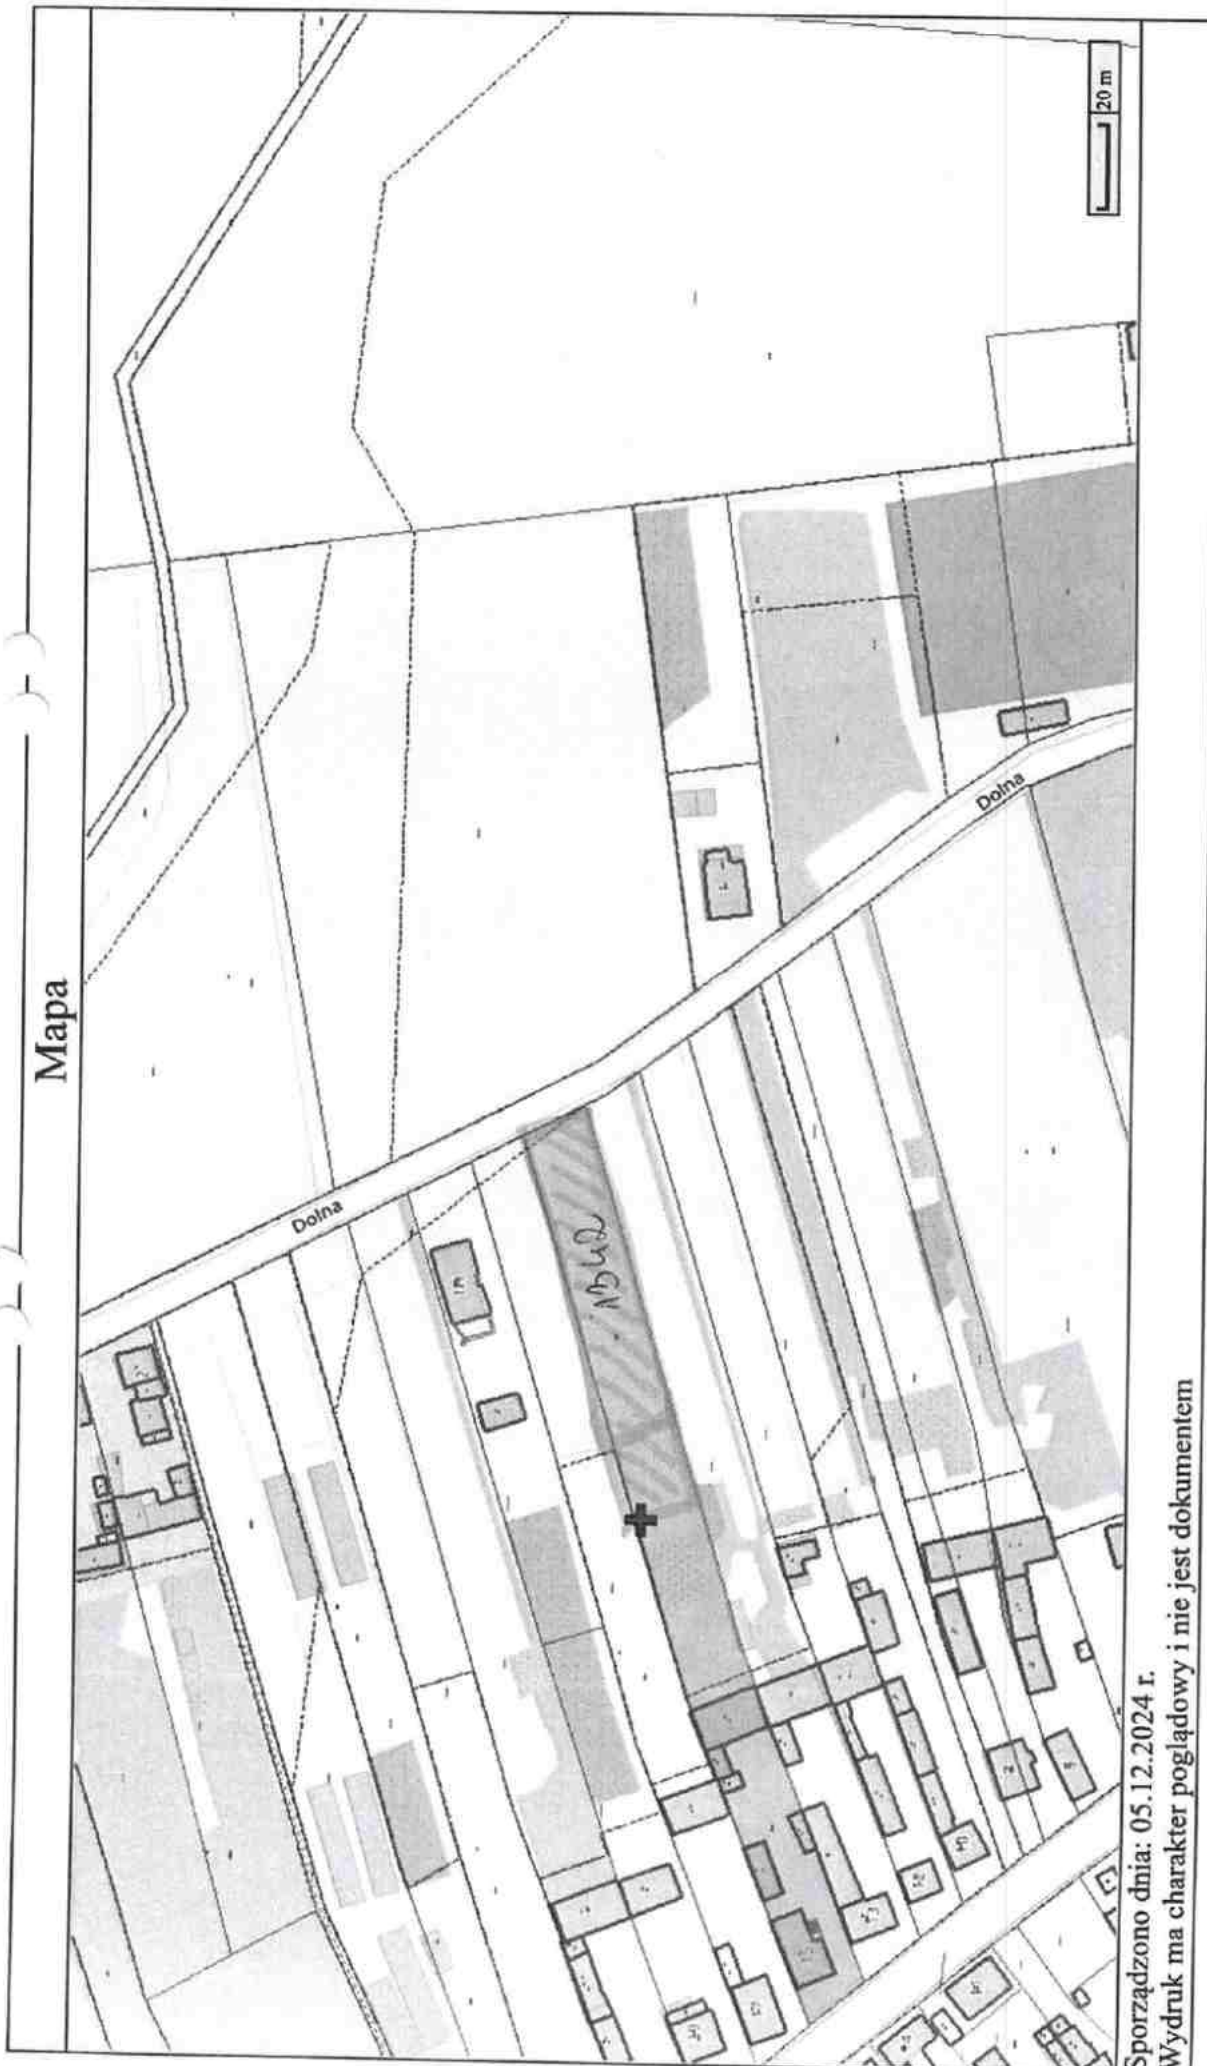 Mapa
Dolna
Dolna
1342
20 m
Sporządzono dnia: 05.12.2024 r.
Wydruk ma charakter poglądowy i nie jest dokumentem